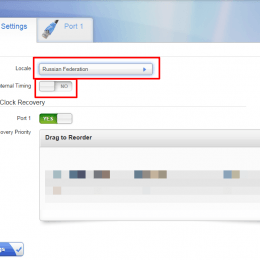 Settings
Port 1
Locale
Russian Federation
ternal Timing
NO
Clock Recovery
Port 1
YES
overy Priority
Drag to Reorder
gs